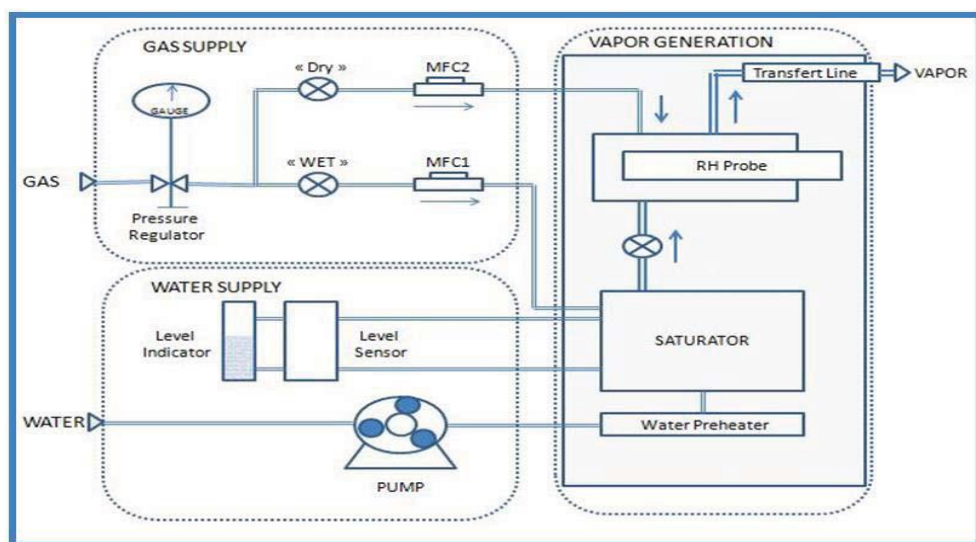 GAS SUPPLY
« Dry »
MFC2
GAUGE
« WET »
MFC1
GAS
Pressure
Regulator
WATER SUPPLY
Level
Indicator
Level
Sensor
WATER
PUMP
VAPOR GENERATION
Transfert Line
VAPOR
RH Probe
SATURATOR
Water Preheater